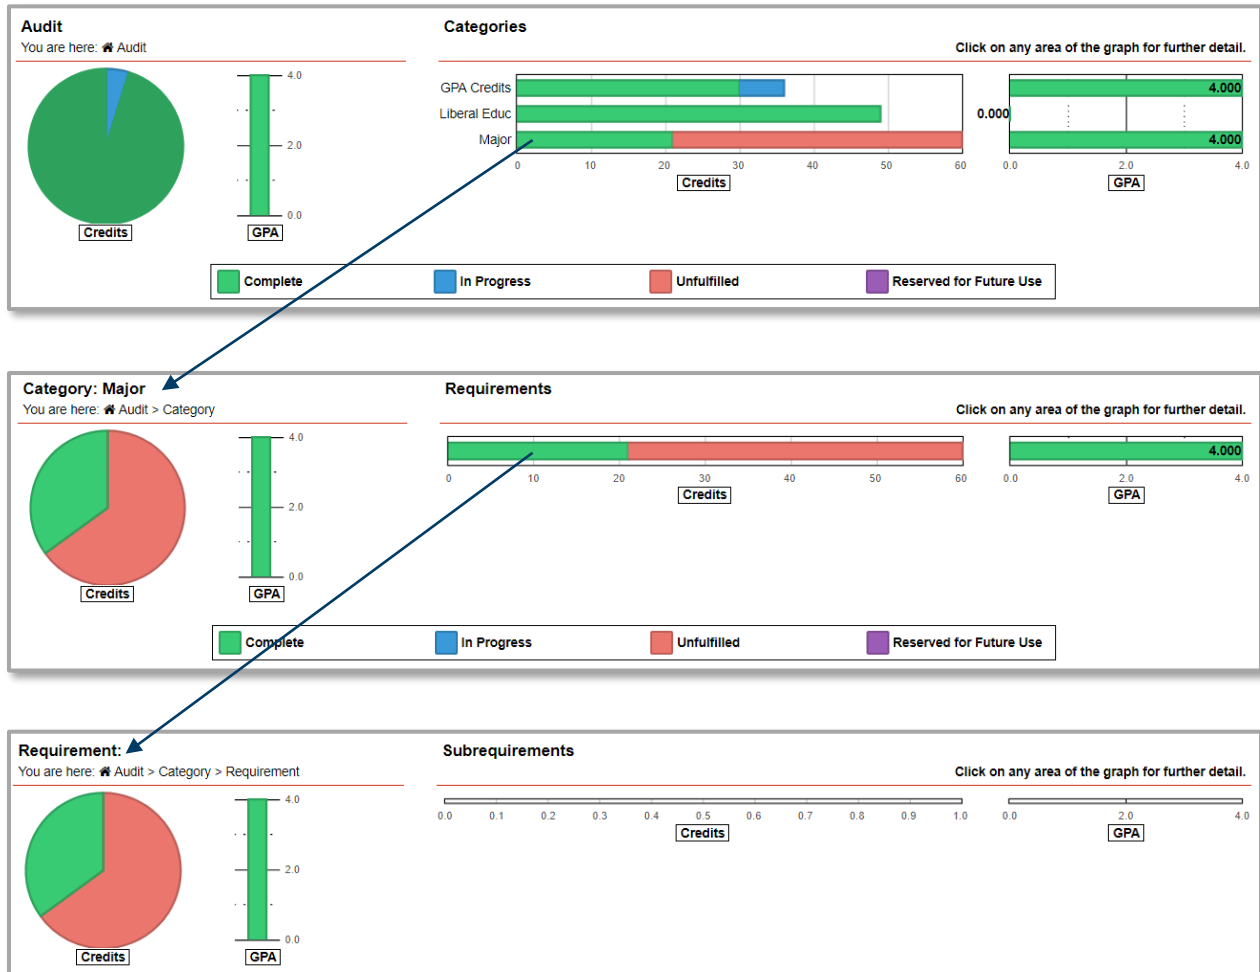 Audit
You are here: Audit
4.0
2.0
0.0
Credits
GPA
Categories
Click on any area of the graph for further detail.
GPA Credits
Liberal Educ
Major
0 10 20 30 40 50 60
Credits
4.000
0.000
4.000
0.0 2.0 4.0
GPA
Complete In Progress Unfulfilled Reserved for Future Use
Category: Major
You are here: Audit > Category
4.0
2.0
0.0
Credits
GPA
Requirements
Click on any area of the graph for further detail.
0 10 20 30 40 50 60
Credits
4.000
0.0 2.0 4.0
GPA
Complete In Progress Unfulfilled Reserved for Future Use
Requirement:
You are here: Audit > Category > Requirement
4.0
2.0
0.0
Credits
GPA
Subrequirements
Click on any area of the graph for further detail.
0.0 0.1 0.2 0.3 0.4 0.5 0.6 0.7 0.8 0.9 1.0
Credits
0.0 2.0 4.0
GPA